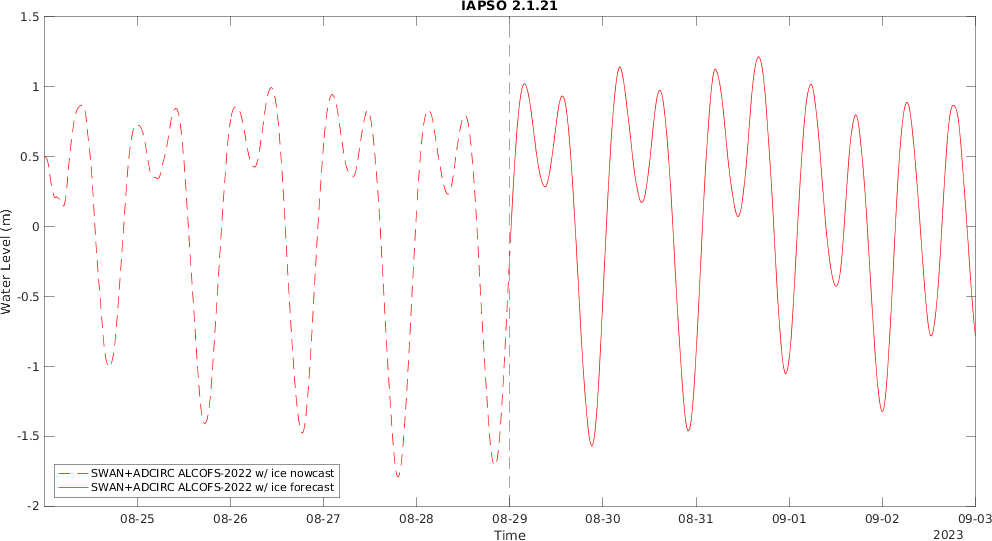 IAPSO 2.1.21
1.5
1
0.5
0
-0.5
-1
-1.5
-2
Water Level (m)
SWAN+ADCIRC ALCOFS-2022 w/ ice nowcast
SWAN+ADCIRC ALCOFS-2022 w/ ice forecast
08-25 08-26 08-27 08-28 08-29 08-30 08-31 09-01 09-02 09-03
Time
2023